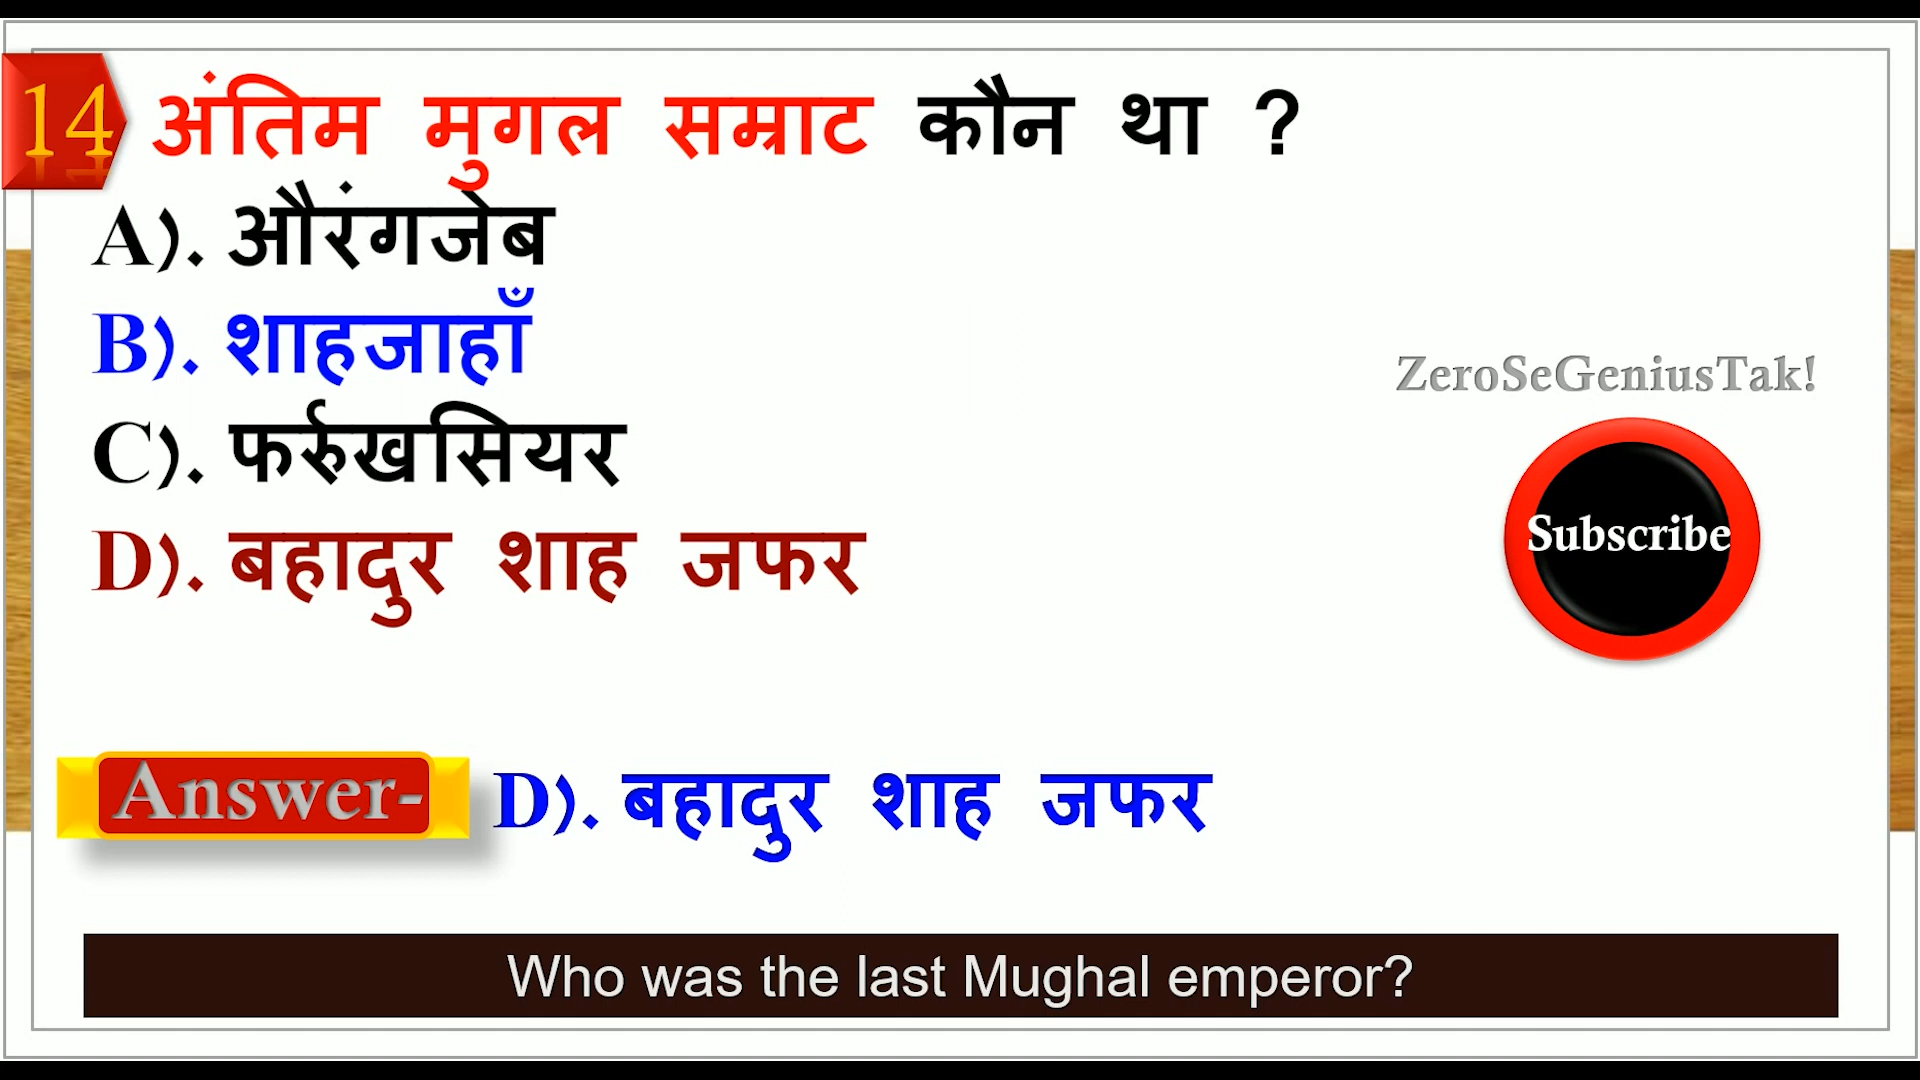 14 अंतिम मुगल सम्राट कौन था ?
A). औरंगजेब
B). शाहजाहाँ
C). फर्रुखसियर
D). बहादुर शाह जफर
ZeroSeGeniusTak!
Subscribe
Answer- D). बहादुर शाह जफर
Who was the last Mughal emperor?